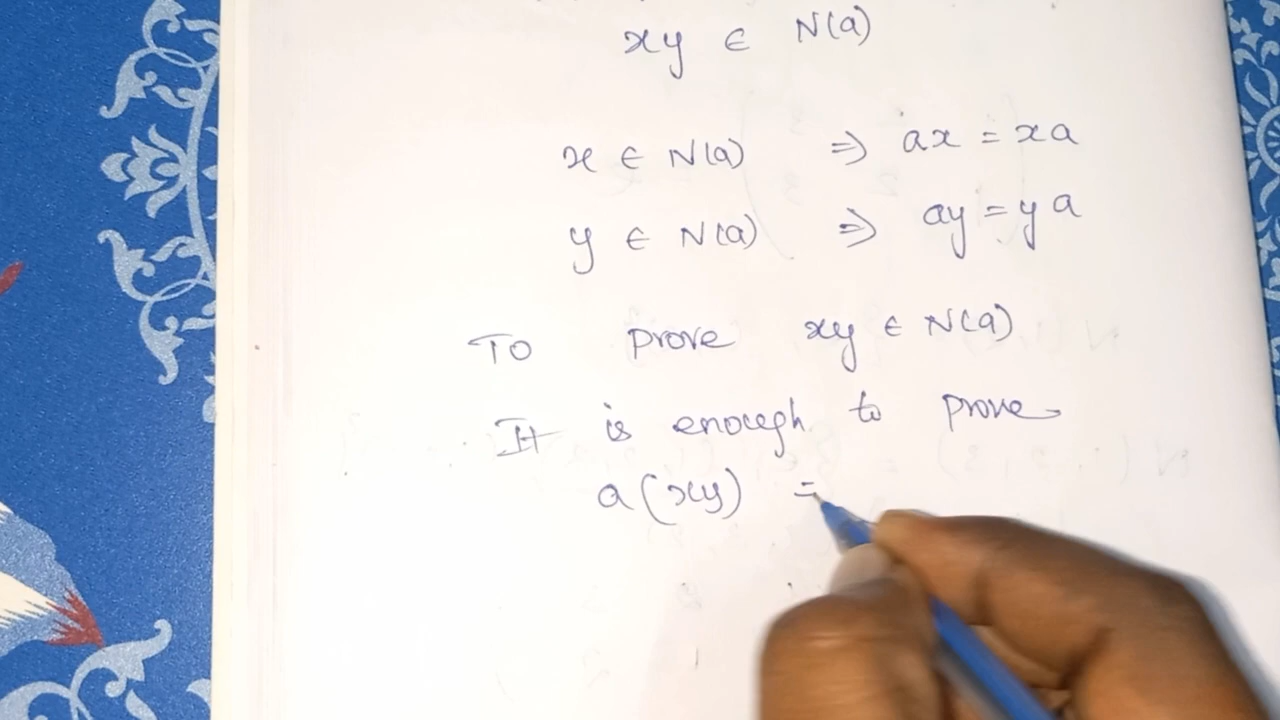 xy ∈ N(a)
x ∈ N(a) ⇒ ax = xa
y ∈ N(a) ⇒ ay = ya
To prove xy ∈ N(a)
It is enough to prove
a(xy) =